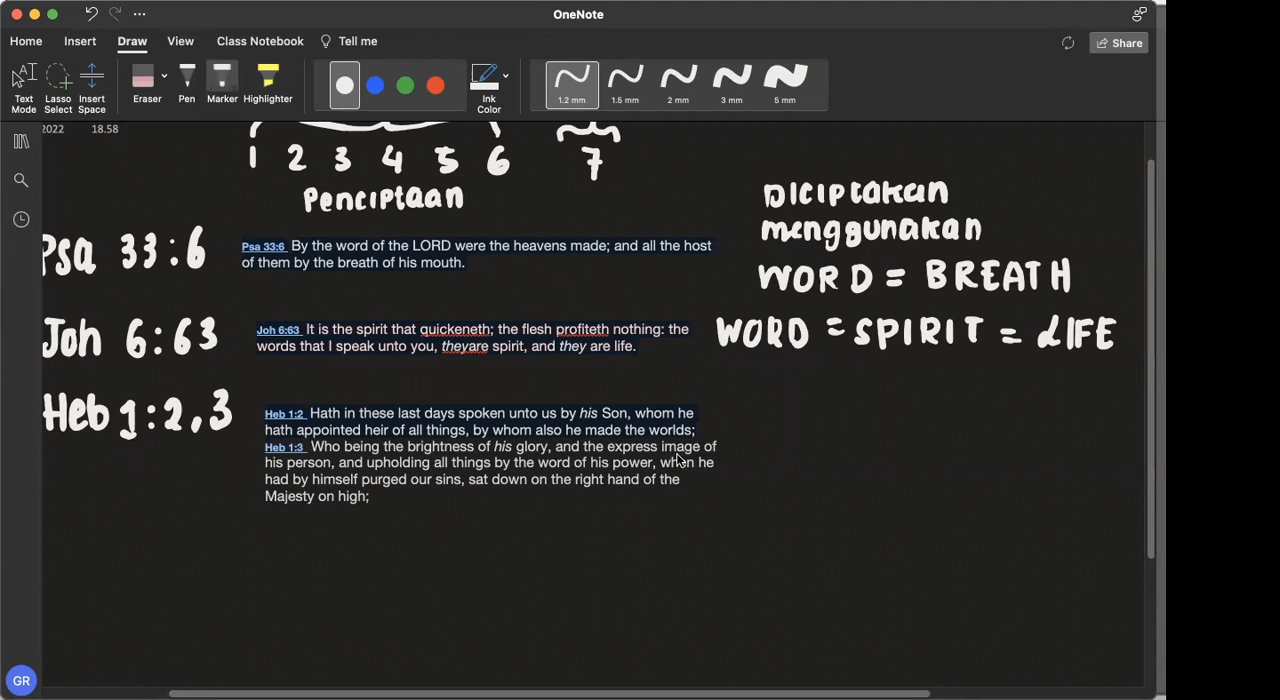 OneNote
Home Insert Draw View Class Notebook Tell me
Share
Text Mode
Lasso Select
Insert Space
Eraser
Pen
Marker
Highlighter
Ink Color
1.2 mm
1.5 mm
2 mm
3 mm
5 mm
2022 18.58
1 2 3 4 5 6 7
Penciptaan
Diciptakan
menggunakan
WORD = BREATH
Psa 33:6
Psa 33:6 By the word of the LORD were the heavens made; and all the host
of them by the breath of his mouth.
Joh 6:63
Joh 6:63 It is the spirit that quickeneth; the flesh profiteth nothing: the
words that I speak unto you, theyare spirit, and they are life.
WORD = SPIRIT = LIFE
Heb 1:2,3
Heb 1:2 Hath in these last days spoken unto us by his Son, whom he
hath appointed heir of all things, by whom also he made the worlds;
Heb 1:3 Who being the brightness of his glory, and the express image of
his person, and upholding all things by the word of his power, when he
had by himself purged our sins, sat down on the right hand of the
Majesty on high;
GR